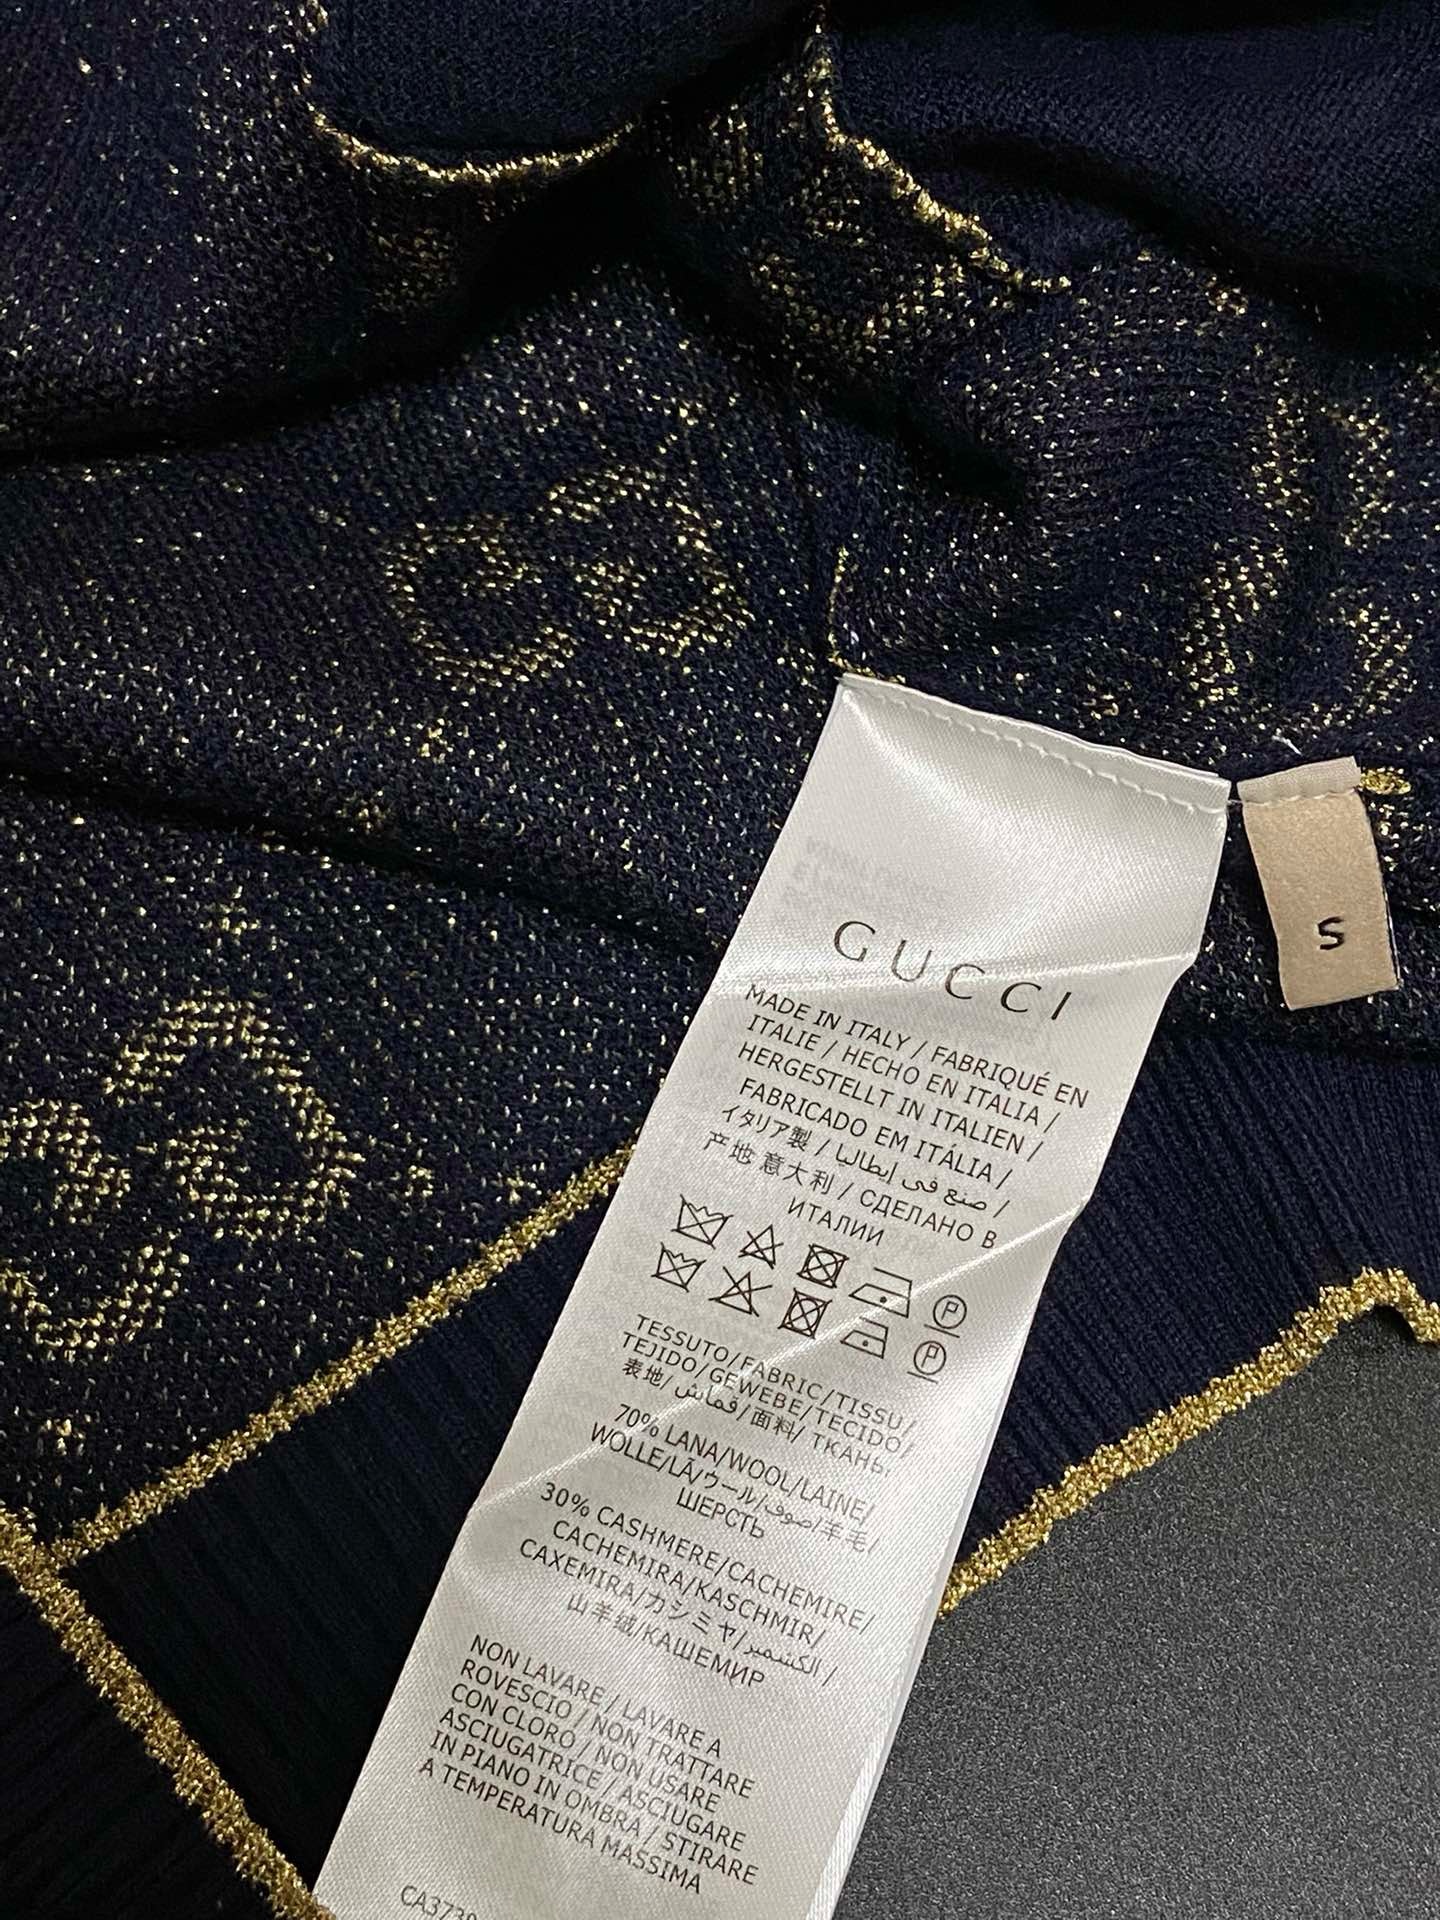 GUCCI
MADE IN ITALY / FABRIQUÉ EN
ITALIE / HECHO EN ITALIA /
HERGESTELLT IN ITALIEN /
FABRICADO EM ITÁLIA /
イタリア製 / صنع في إيطاليا /
产地 意大利 / СДЕЛАНО В
ИТАЛИИ
P
P
TESSUTO/FABRIC/TISSU/
TEJIDO/GEWEBE/TECIDO/
表地/قماش/面料/ ТКАНЬ:
70% LANA/WOOL/LAINE/
WOLLE/LÃ/ウール/صوف/羊毛/
ШЕРСТЬ
30% CASHMERE/CACHEMIRE/
CACHEMIRA/KASCHMIR/
CAXEMIRA/カシミヤ/الكشمير/
山羊绒/КАШЕМИР
NON LAVARE / LAVARE A
ROVESCIO / NON TRATTARE
CON CLORO / NON USARE
ASCIUGATRICE / ASCIUGARE
IN PIANO IN OMBRA / STIRARE
A TEMPERATURA MASSIMA
S